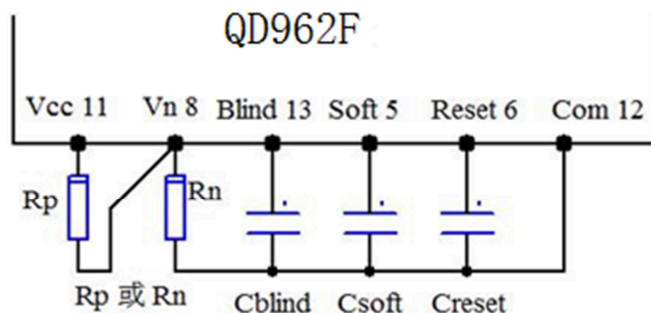 QD962F
Vcc 11 Vn 8 Blind 13 Soft 5 Reset 6 Com 12
Rp Rn
Rp 或 Rn Cblind Csoft Creset